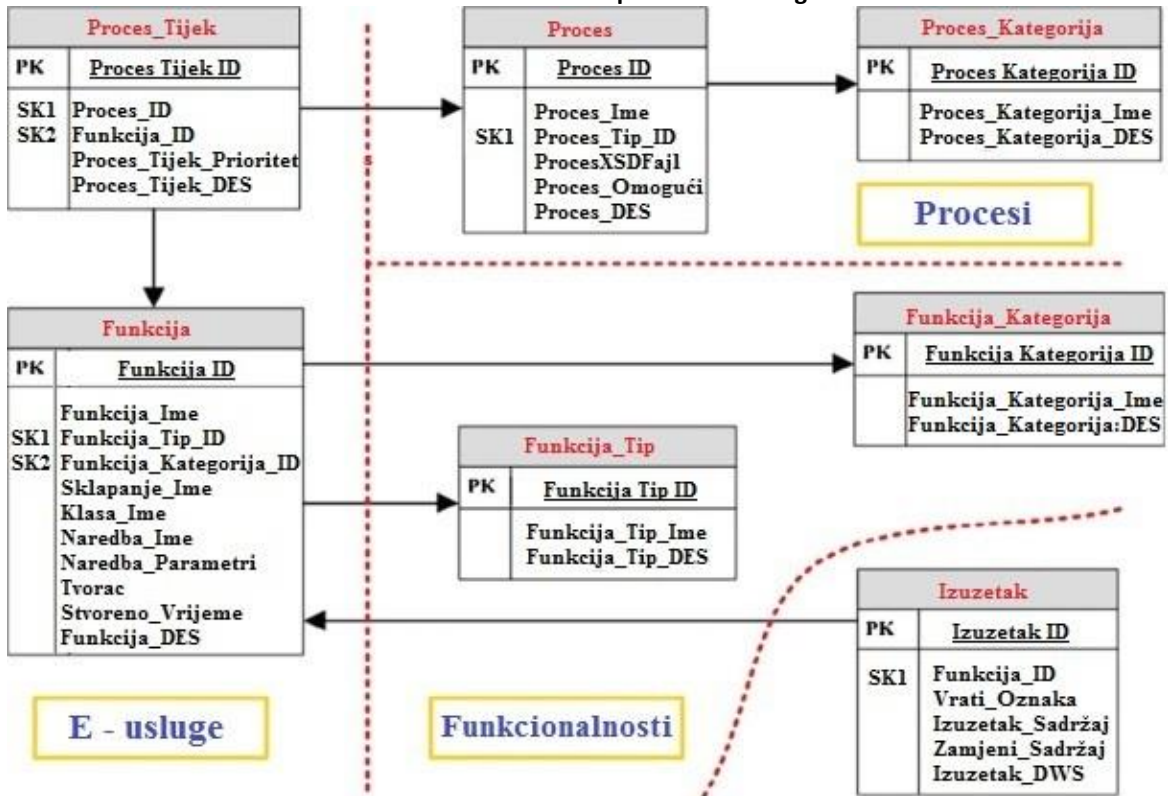 Proces_Tijek
PK Proces Tijek ID
SK1 Proces_ID
SK2 Funkcija_ID
Proces_Tijek_Prioritet
Proces_Tijek_DES
Proces
PK Proces ID
Proces_Ime
SK1 Proces_Tip_ID
ProcesXSDFajl
Proces_Omogući
Proces_DES
Proces_Kategorija
PK Proces Kategorija ID
Proces_Kategorija_Ime
Proces_Kategorija_DES
Procesi
Funkcija
PK Funkcija ID
Funkcija_Ime
SK1 Funkcija_Tip_ID
SK2 Funkcija_Kategorija_ID
Sklapanje_Ime
Klasa_Ime
Naredba_Ime
Naredba_Parametri
Tvorac
Stvoreno_Vrijeme
Funkcija_DES
Funkcija_Tip
PK Funkcija Tip ID
Funkcija_Tip_Ime
Funkcija_Tip_DES
Funkcija_Kategorija
PK Funkcija Kategorija ID
Funkcija_Kategorija_Ime
Funkcija_Kategorija:DES
Izuzetak
PK Izuzetak ID
SK1 Funkcija_ID
Vrati_Oznaka
Izuzetak_Sadržaj
Zamjeni_Sadržaj
Izuzetak_DWS
E - usluge
Funkcionalnosti